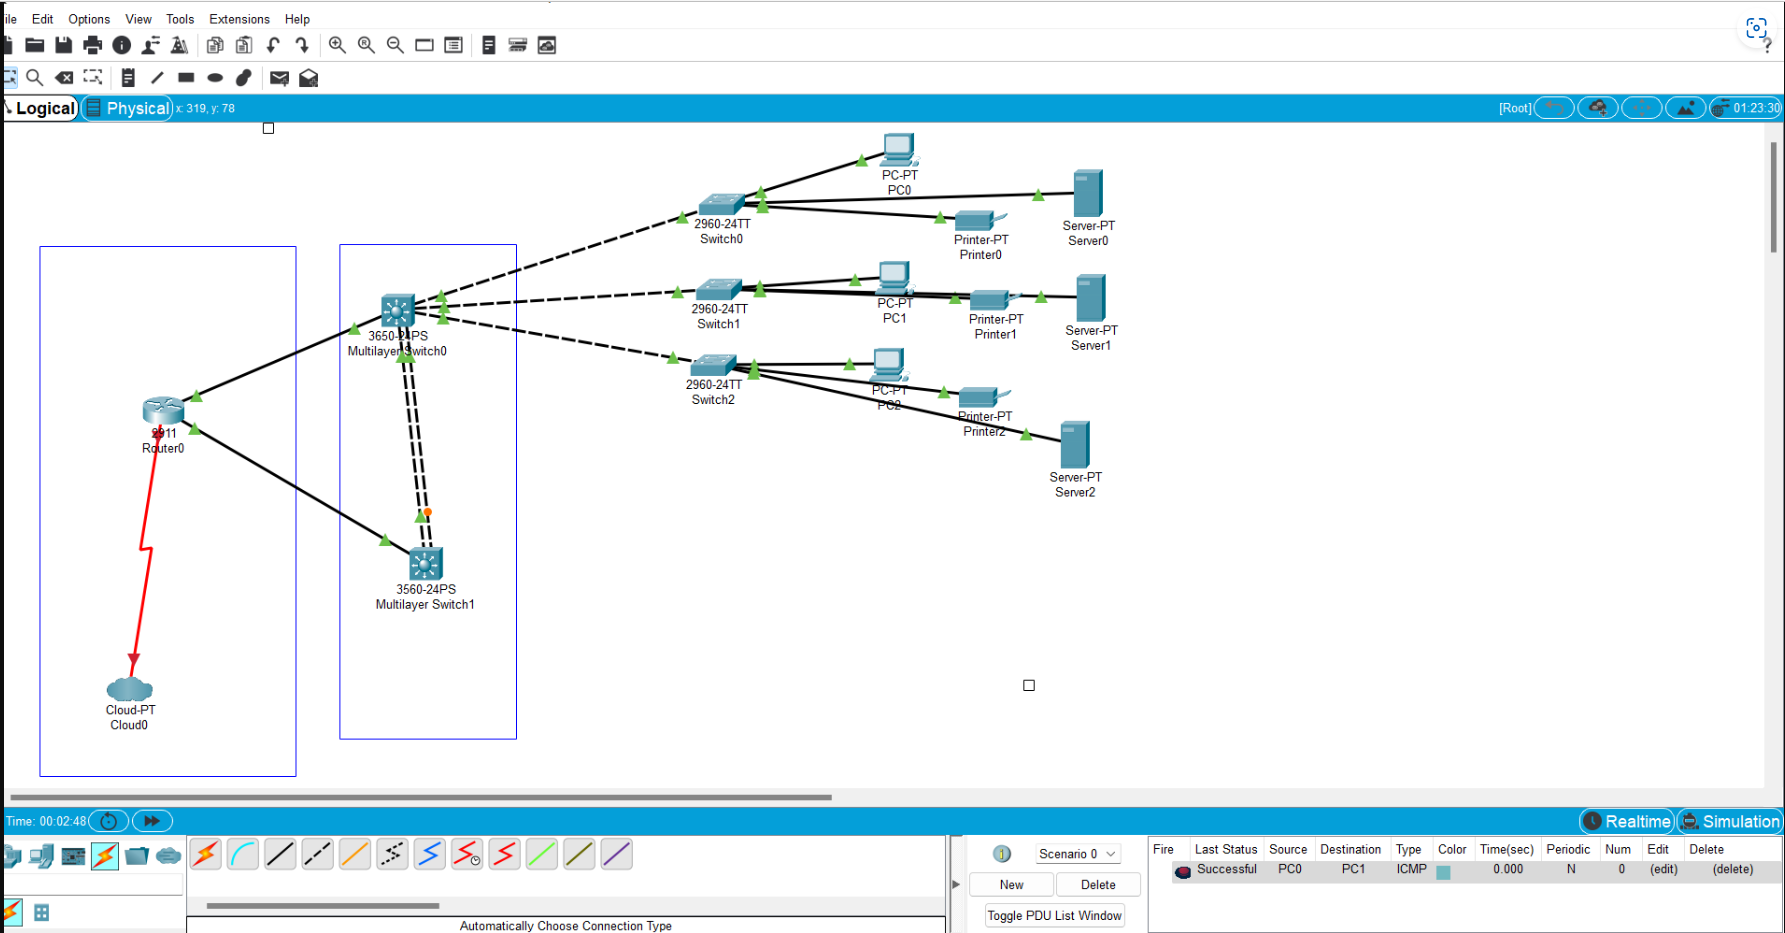 ile Edit Options View Tools Extensions Help
?
Logical Physical x: 319, y: 78 [Root] 01:23:30
PC-PT
PC0
2960-24TT
Switch0
Printer-PT
Printer0
Server-PT
Server0
3650-24PS
Multilayer Switch0
2960-24TT
Switch1
PC-PT
PC1
Printer-PT
Printer1
Server-PT
Server1
2960-24TT
Switch2
PC-PT
PC2
Printer-PT
Printer2
Server-PT
Server2
2911
Router0
3560-24PS
Multilayer Switch1
Cloud-PT
Cloud0
Time: 00:02:48 Realtime Simulation
Scenario 0
New Delete
Toggle PDU List Window
Fire Last Status Source Destination Type Color Time(sec) Periodic Num Edit Delete
Successful PC0 PC1 ICMP 0.000 N 0 (edit) (delete)
Automatically Choose Connection Type